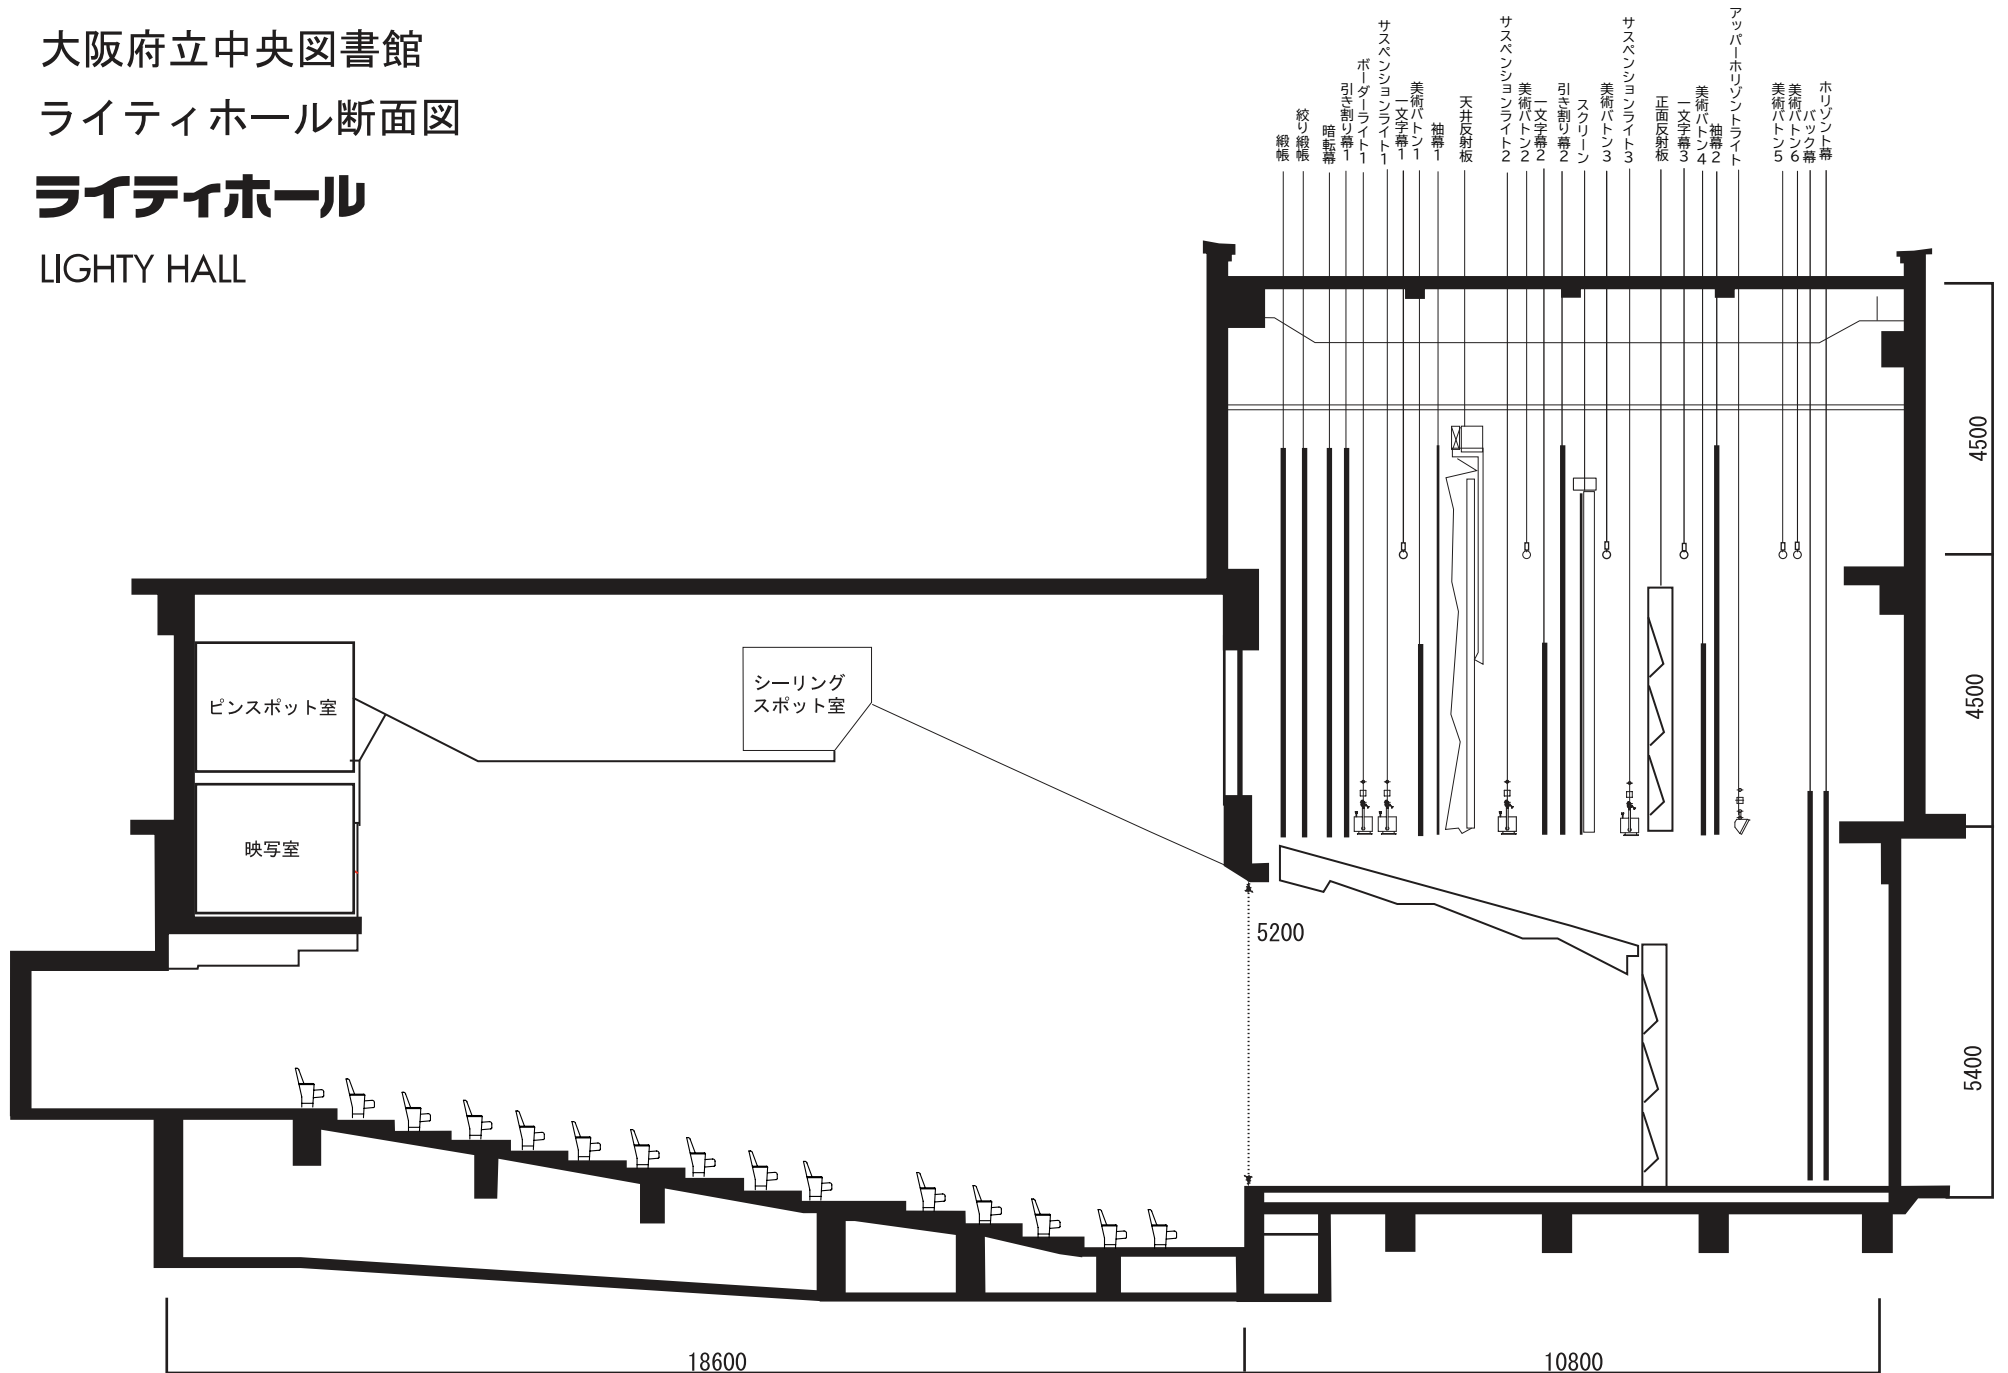 大阪府立中央図書館
ライティホール断面図
ライティホール
LIGHTY HALL
緞帳
絞り緞帳
暗転幕
引き割り幕1
ボーダーライト1
サスペンションライト1
一文字幕1
美術バトン1
袖幕1
天井反射板
サスペンションライト2
美術バトン2
一文字幕2
引き割り幕2
スクリーン
美術バトン3
サスペンションライト3
正面反射板
一文字幕3
美術バトン4
袖幕2
アッパーホリゾントライト
美術バトン5
美術バトン6
バック幕
ホリゾント幕
4500
4500
5400
ピンスポット室
シーリング
スポット室
映写室
5200
18600
10800